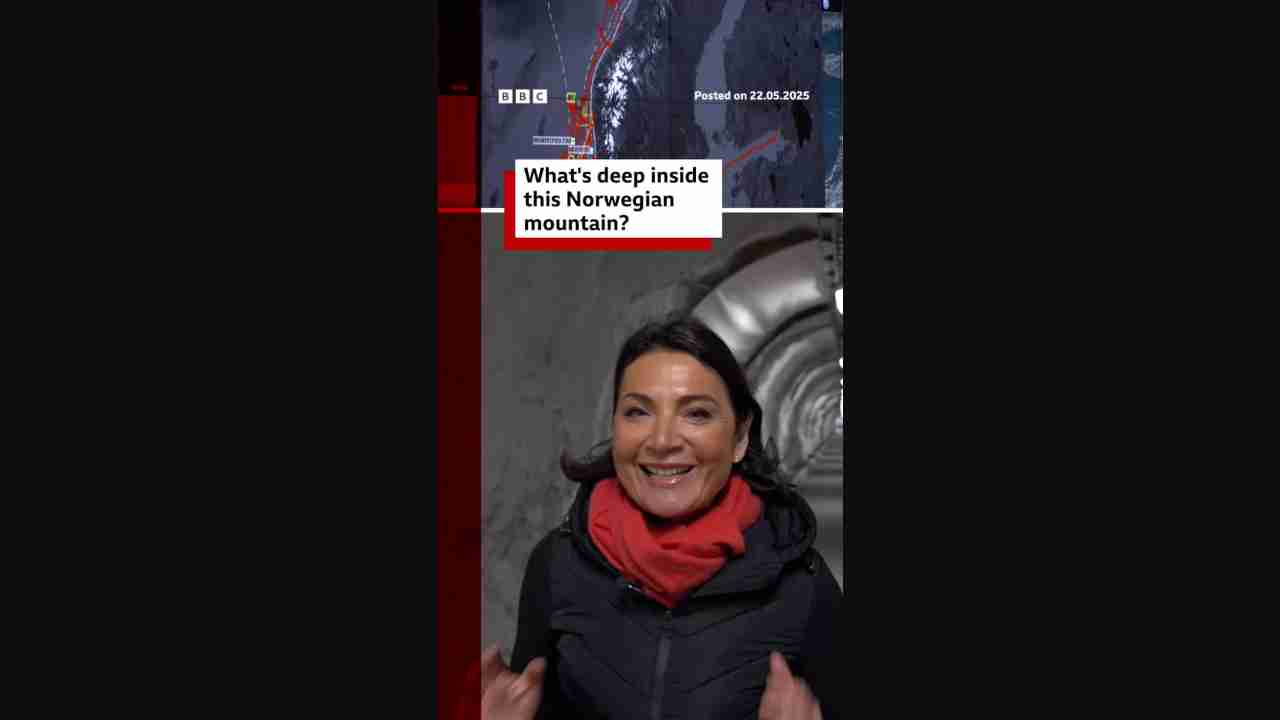 BBC
Posted on 22.05.2025
What's deep inside
this Norwegian
mountain?